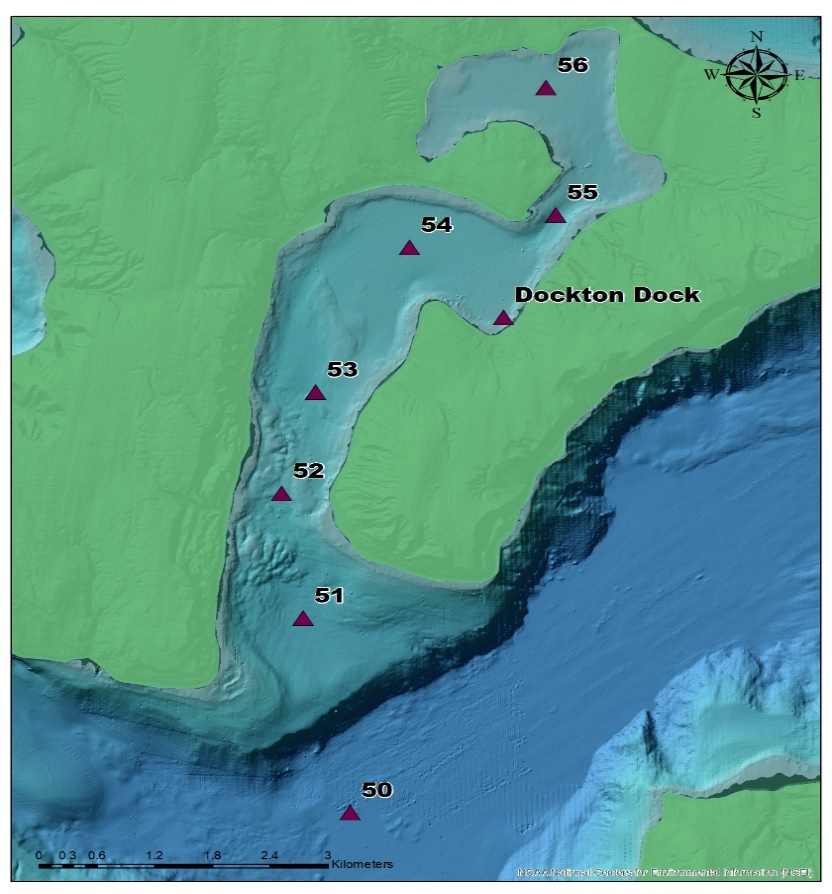 N
W E
S
56
55
54
Dockton Dock
53
52
51
50
0 0.3 0.6 1.2 1.8 2.4 3
Kilometers
NOAA National Centers for Environmental Information (NCEI)